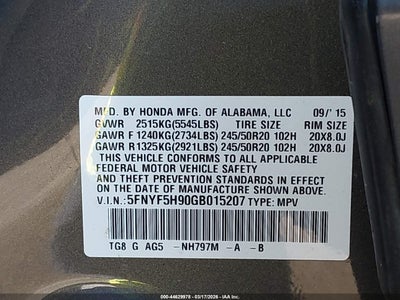 MFD. BY HONDA MFG. OF ALABAMA, LLC 09/ 15
GVWR 2515KG(5545LBS) TIRE SIZE RIM SIZE
GAWR F 1240KG(2734LBS) 245/50R20 102H 20X8.0J
GAWR R1325KG(2921LBS) 245/50R20 102H 20X8.0J
THIS VEHICLE CONFORMS TO ALL APPLICABLE
FEDERAL MOTOR VEHICLE SAFETY
AND THEFT PREVENTION STANDARDS IN EFFECT
ON THE DATE OF MANUFACTURE SHOWN ABOVE.
V.I.N.: 5FNYF5H90GB015207 TYPE: MPV
TG8 G AG5 -NH797M -A -B
000-44629978 - 03/17/2026 - IAAI